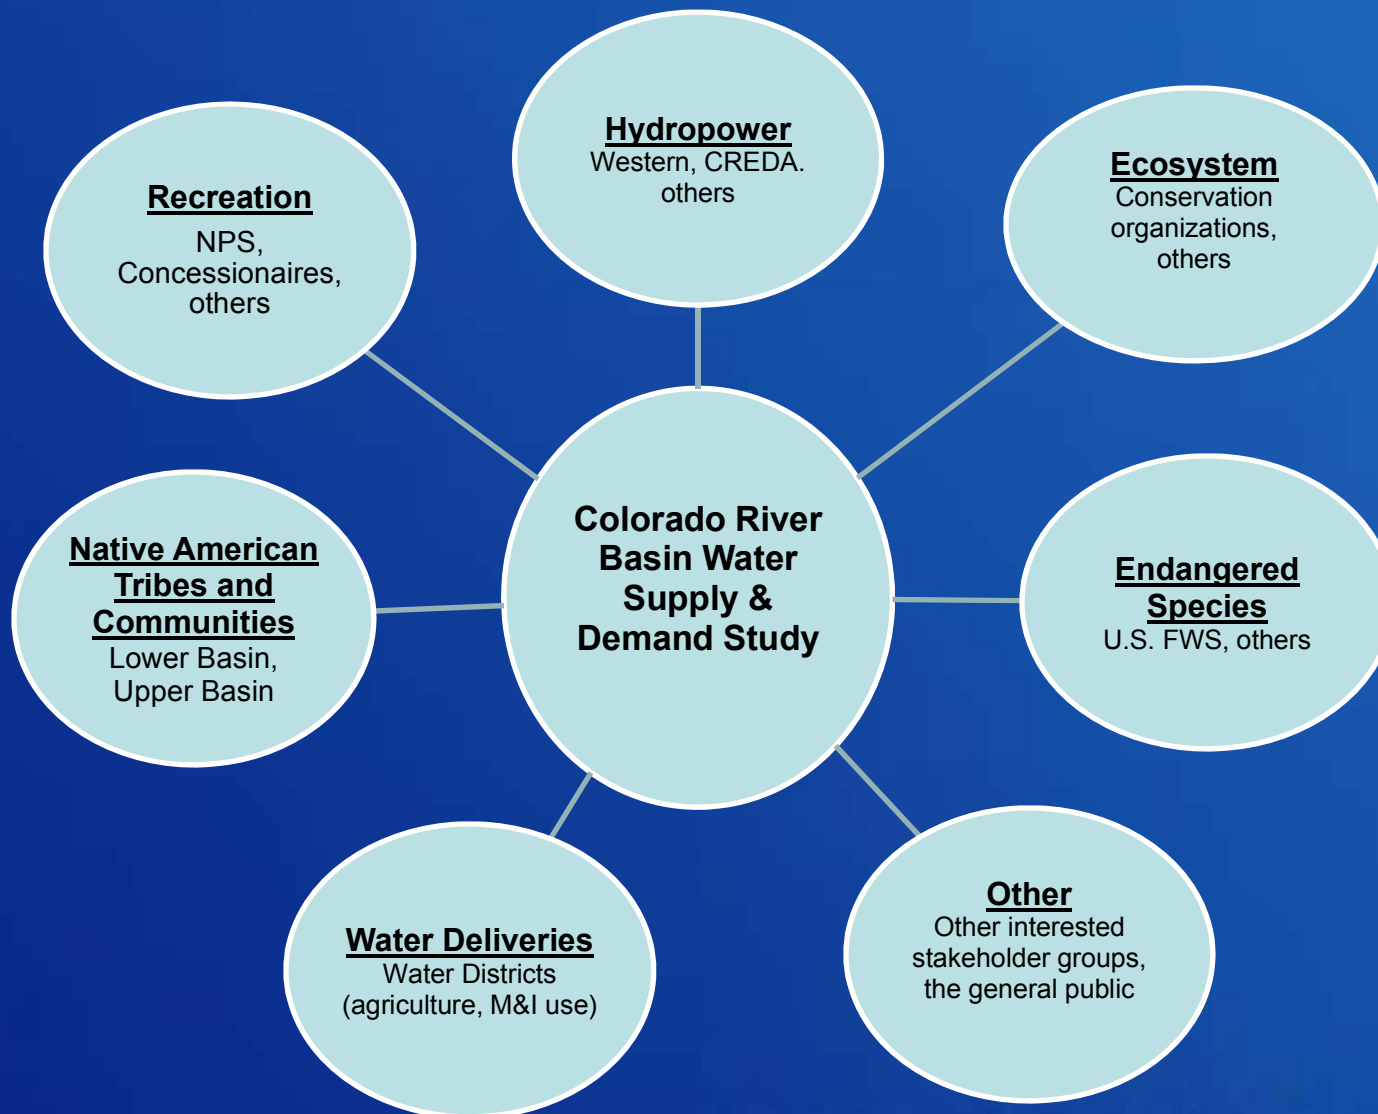 Hydropower
Western, CREDA.
others
Ecosystem
Conservation
organizations,
others
Recreation
NPS,
Concessionaires,
others
Colorado River
Basin Water
Supply &
Demand Study
Native American
Tribes and
Communities
Lower Basin,
Upper Basin
Endangered
Species
U.S. FWS, others
Water Deliveries
Water Districts
(agriculture, M&I use)
Other
Other interested
stakeholder groups,
the general public